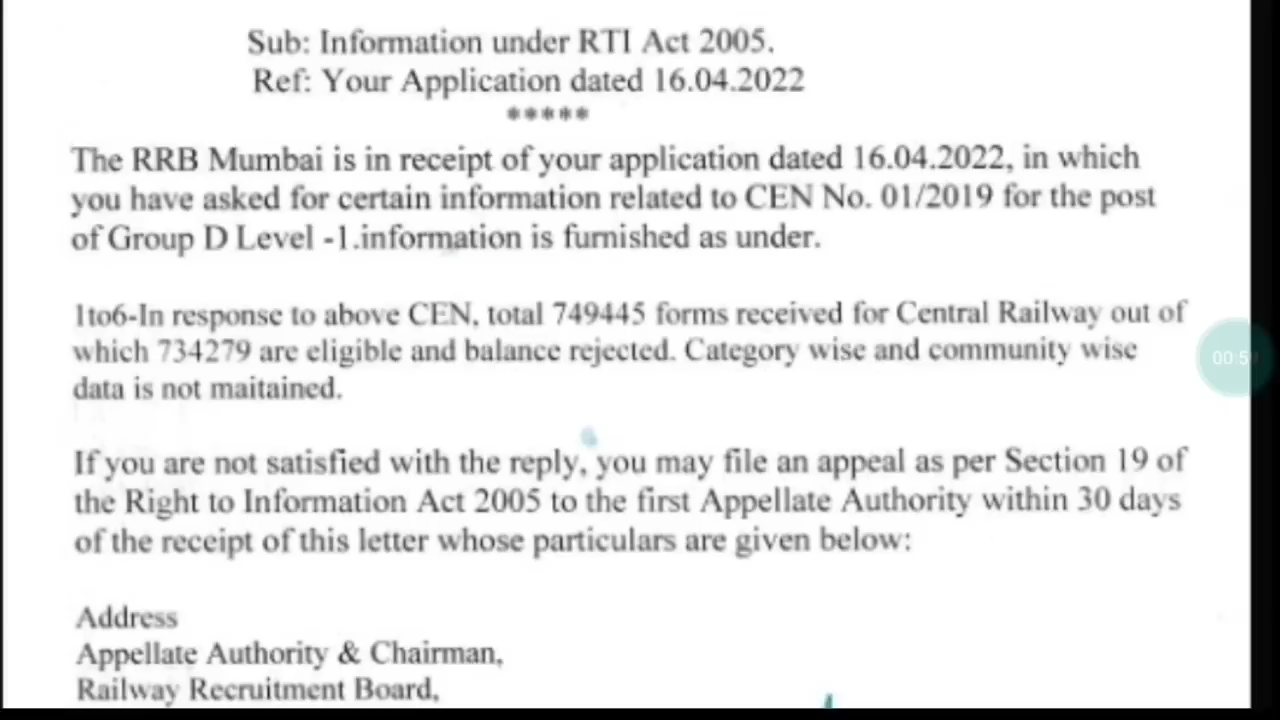 Sub: Information under RTI Act 2005.
Ref: Your Application dated 16.04.2022
*****
The RRB Mumbai is in receipt of your application dated 16.04.2022, in which
you have asked for certain information related to CEN No. 01/2019 for the post
of Group D Level -1.information is furnished as under.
1to6-In response to above CEN, total 749445 forms received for Central Railway out of
which 734279 are eligible and balance rejected. Category wise and community wise
data is not maitained.
If you are not satisfied with the reply, you may file an appeal as per Section 19 of
the Right to Information Act 2005 to the first Appellate Authority within 30 days
of the receipt of this letter whose particulars are given below:
Address
Appellate Authority & Chairman,
Railway Recruitment Board,